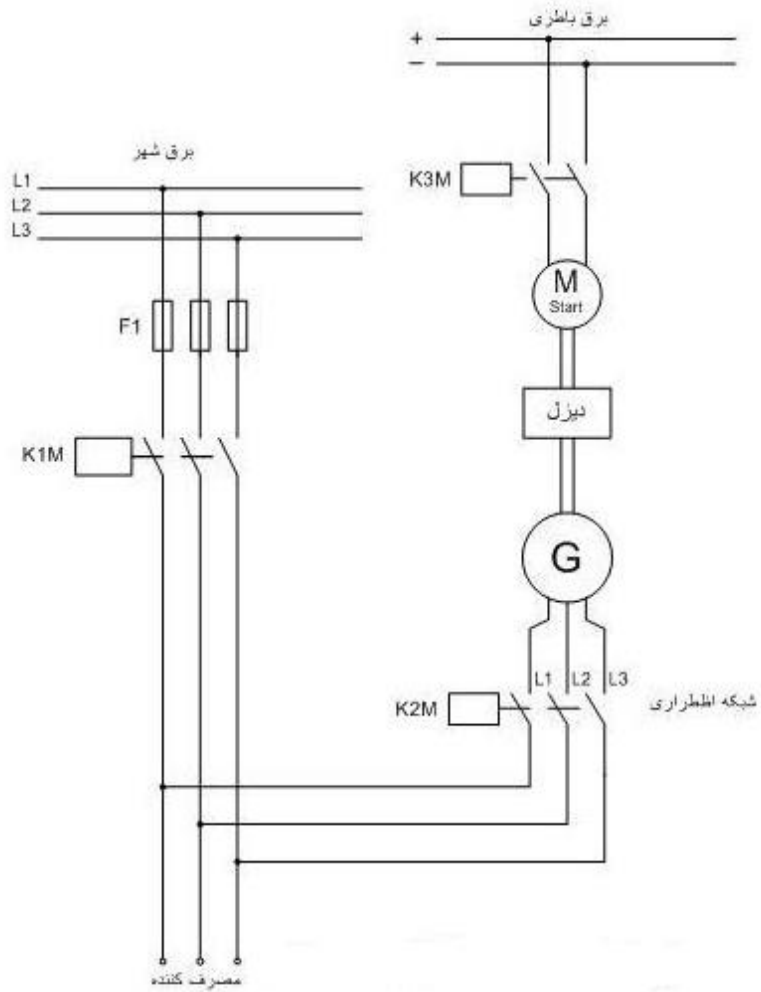 برق باطری
+
−
برق شهر
L1
L2
L3
K3M
M
Start
F1
دیزل
K1M
G
L1 L2 L3
K2M
شبکه اظطراری
مصرف کننده